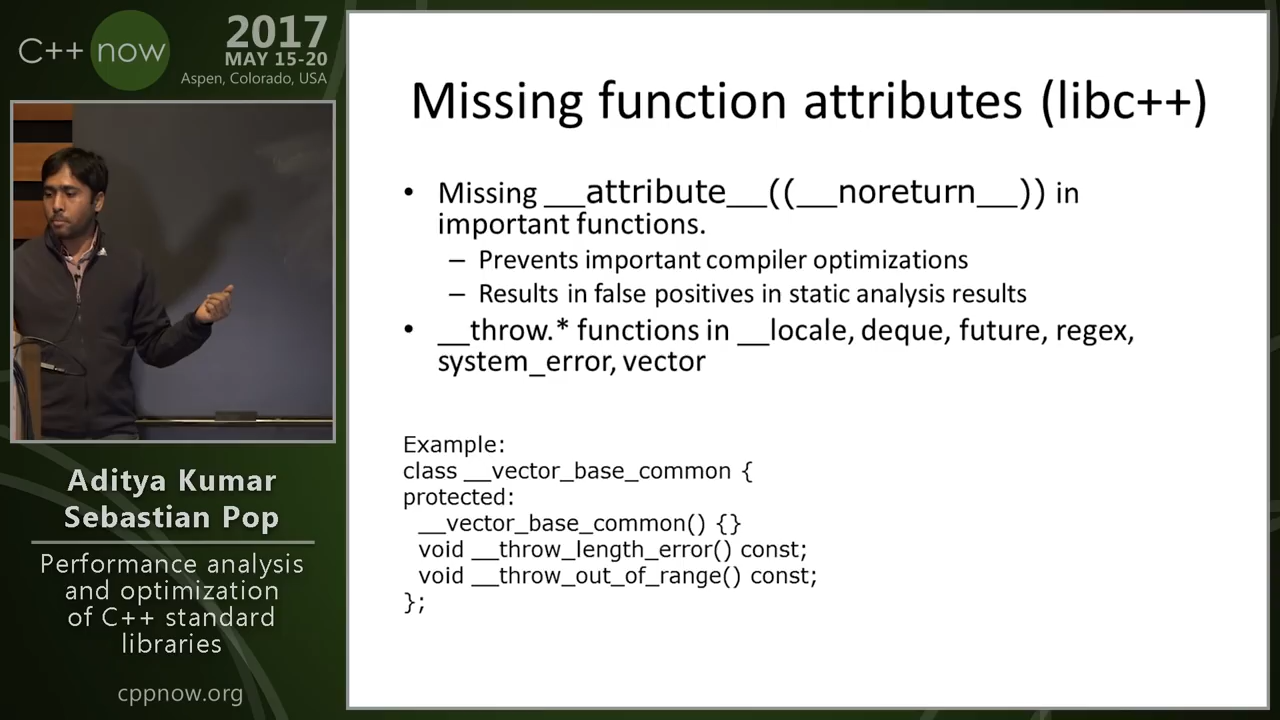 C++ now
2017
MAY 15-20
Aspen, Colorado, USA
Aditya Kumar
Sebastian Pop
Performance analysis
and optimization
of C++ standard
libraries
cppnow.org
Missing function attributes (libc++)
• Missing __attribute__((__noreturn__)) in
important functions.
– Prevents important compiler optimizations
– Results in false positives in static analysis results
• __throw.* functions in __locale, deque, future, regex,
system_error, vector
Example:
class __vector_base_common {
protected:
__vector_base_common() {}
void __throw_length_error() const;
void __throw_out_of_range() const;
};